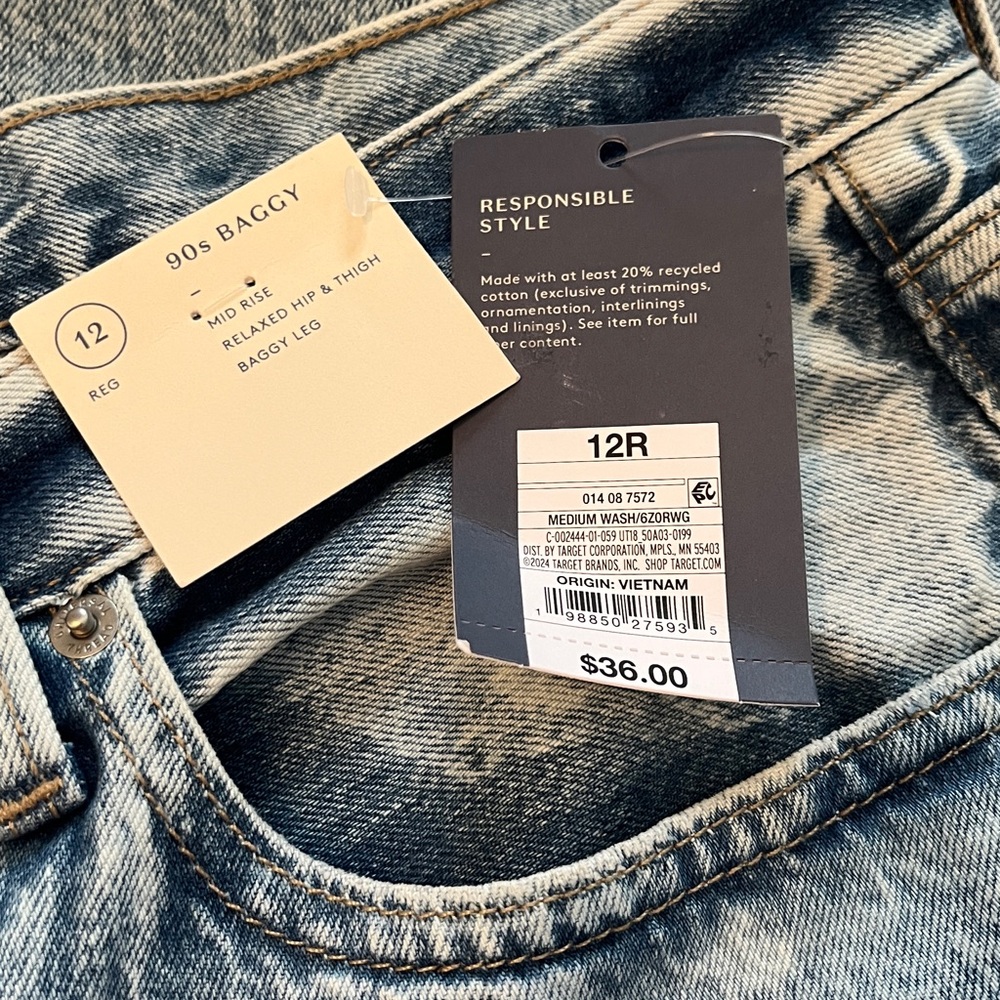 90s BAGGY
–
12
REG
MID RISE
RELAXED HIP & THIGH
BAGGY LEG
RESPONSIBLE
STYLE
–
Made with at least 20% recycled
cotton (exclusive of trimmings,
ornamentation, interlinings
and linings). See item for full
content.
12R
014 08 7572
EPC
MEDIUM WASH/6Z0RWG
C-002444-01-059 UT18 50A03-0199
DIST. BY TARGET CORPORATION, MPLS., MN 55403
©2024 TARGET BRANDS, INC. SHOP TARGET.COM
ORIGIN: VIETNAM
1 98850 27593 5
$36.00
THREAD